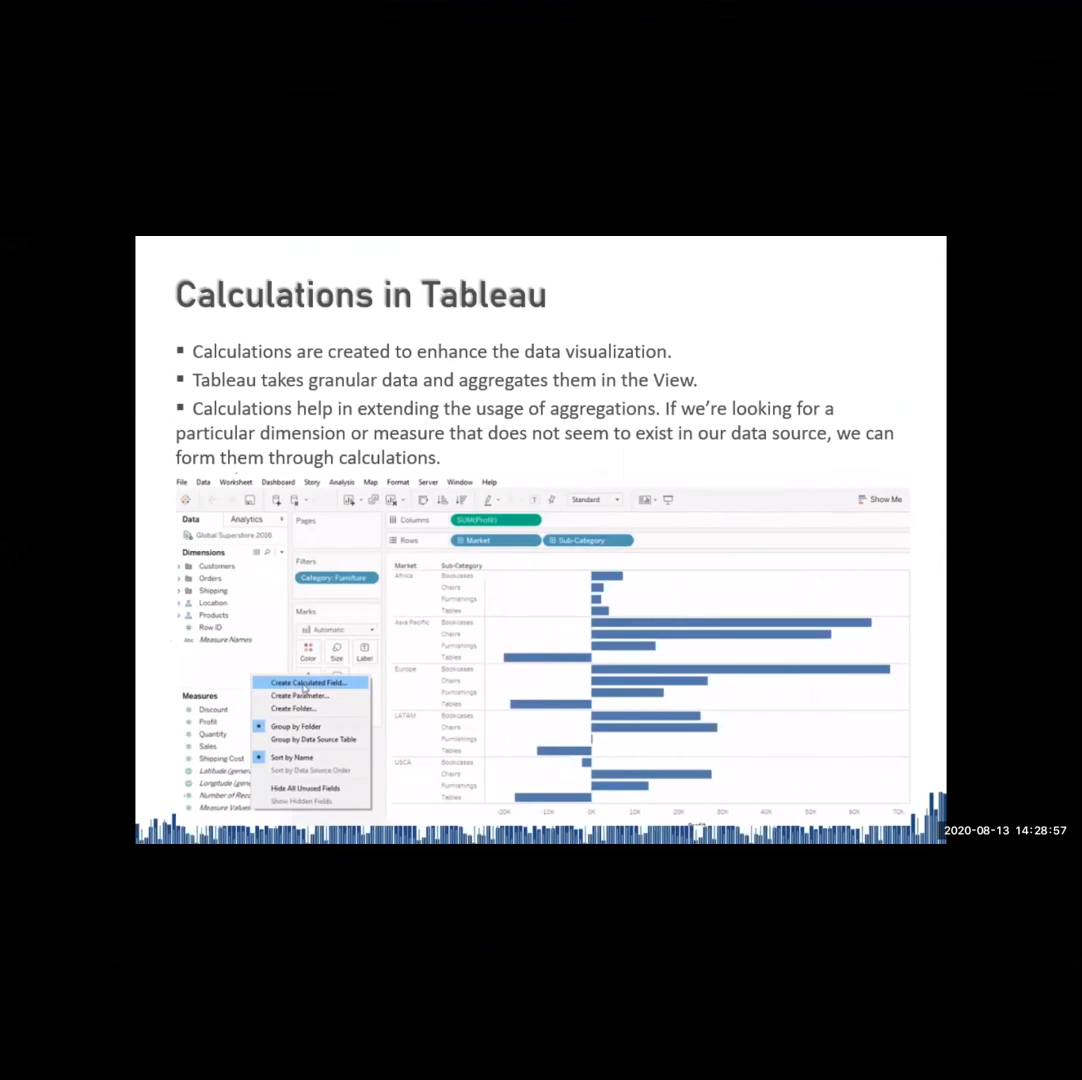 Calculations in Tableau
▪ Calculations are created to enhance the data visualization.
▪ Tableau takes granular data and aggregates them in the View.
▪ Calculations help in extending the usage of aggregations. If we're looking for a
particular dimension or measure that does not seem to exist in our data source, we can
form them through calculations.
File Data Worksheet Dashboard Story Analysis Map Format Server Window Help
Standard Show Me
Data Analytics
Global Superstore 2016
Dimensions
Customers
Orders
Shipping
Location
Products
Row ID
Abc Measure Names
Measures
Discount
Profit
Quantity
Sales
Shipping Cost
Latitude (gener
Longitude (gen
Number of Rec
Measure Values
Pages
Filters
Category: Furniture
Marks
Automatic
Color Size Label
Create Calculated Field...
Create Parameter...
Create Folder...
Group by Folder
Group by Data Source Table
Sort by Name
Sort by Data Source Order
Hide All Unused Fields
Show Hidden Fields
Columns SUM(Profit)
Rows Market Sub-Category
Market Sub-Category
Africa Bookcases
Chairs
Furnishings
Tables
Asia Pacific Bookcases
Chairs
Furnishings
Tables
Europe Bookcases
Chairs
Furnishings
Tables
LATAM Bookcases
Chairs
Furnishings
Tables
USCA Bookcases
Chairs
Furnishings
Tables
-20K -10K 0K 10K 20K 30K 40K 50K 60K 70K
2020-08-13 14:28:57